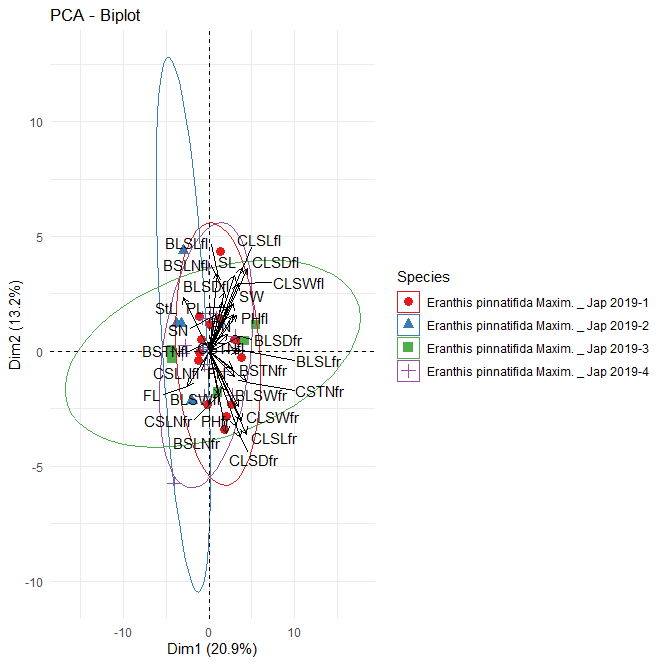 PCA - Biplot
10
5
0
-5
-10
Dim2 (13.2%)
BLSLfl
CLSLfl
BSLNfl
SL
CLSDfl
BLSDfl
CLSWfl
SW
StL
PL
PHfl
SN
N
BLSDfr
BSTNfl
BLSLfr
CSLNfl
BSTNfr
CSTNfr
FL
BLSWfl
BLSWfr
CSLNfr
PHfr
CLSWfr
BSLNfr
CLSLfr
CLSDfr
-10
0
10
Dim1 (20.9%)
Species
Eranthis pinnatifida Maxim. _ Jap 2019-1
Eranthis pinnatifida Maxim. _ Jap 2019-2
Eranthis pinnatifida Maxim. _ Jap 2019-3
Eranthis pinnatifida Maxim. _ Jap 2019-4